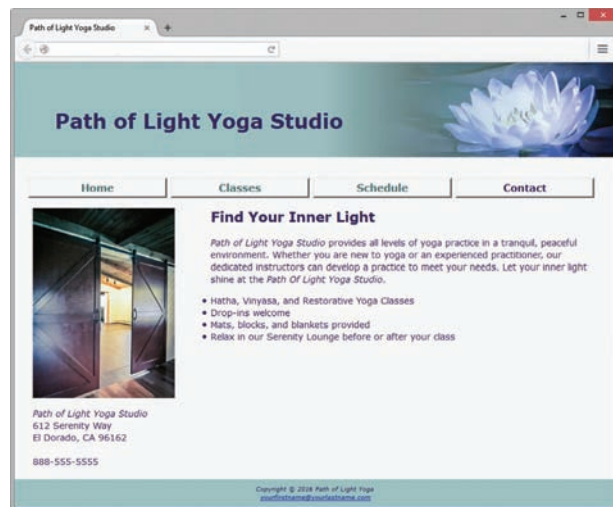 Path of Light Yoga Studio
Path of Light Yoga Studio
Home Classes Schedule Contact
Find Your Inner Light
Path of Light Yoga Studio provides all levels of yoga practice in a tranquil, peaceful
environment. Whether you are new to yoga or an experienced practitioner, our
dedicated instructors can develop a practice to meet your needs. Let your inner light
shine at the Path Of Light Yoga Studio.
• Hatha, Vinyasa, and Restorative Yoga Classes
• Drop-ins welcome
• Mats, blocks, and blankets provided
• Relax in our Serenity Lounge before or after your class
Path of Light Yoga Studio
612 Serenity Way
El Dorado, CA 96162
888-555-5555
Copyright © 2016 Path of Light Yoga
yourfirstname@yourlastname.com